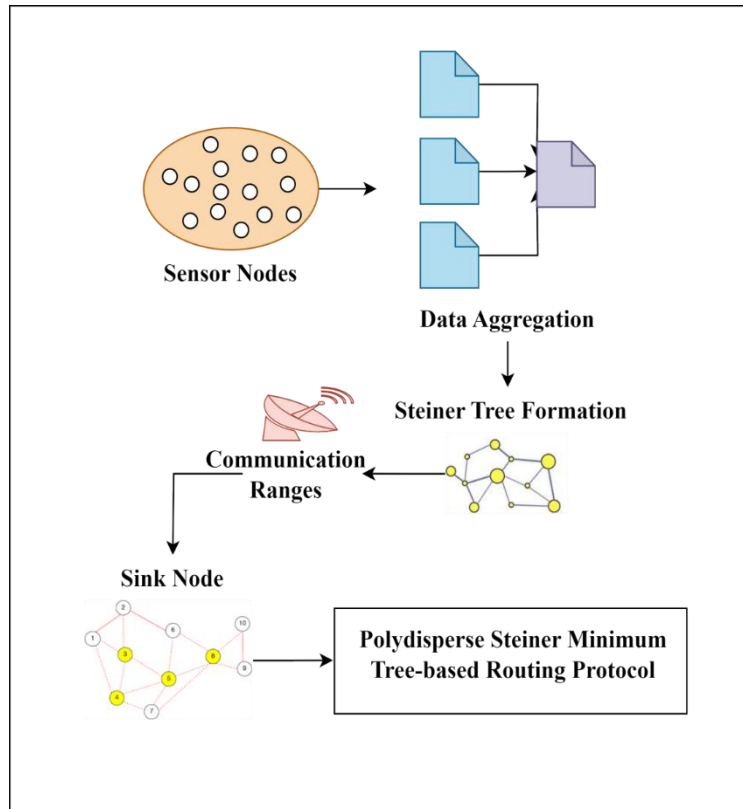 Sensor Nodes
Data Aggregation
Steiner Tree Formation
Communication
Ranges
Sink Node
2
10
6
1
3
8
9
5
4
7
Polydisperse Steiner Minimum
Tree-based Routing Protocol